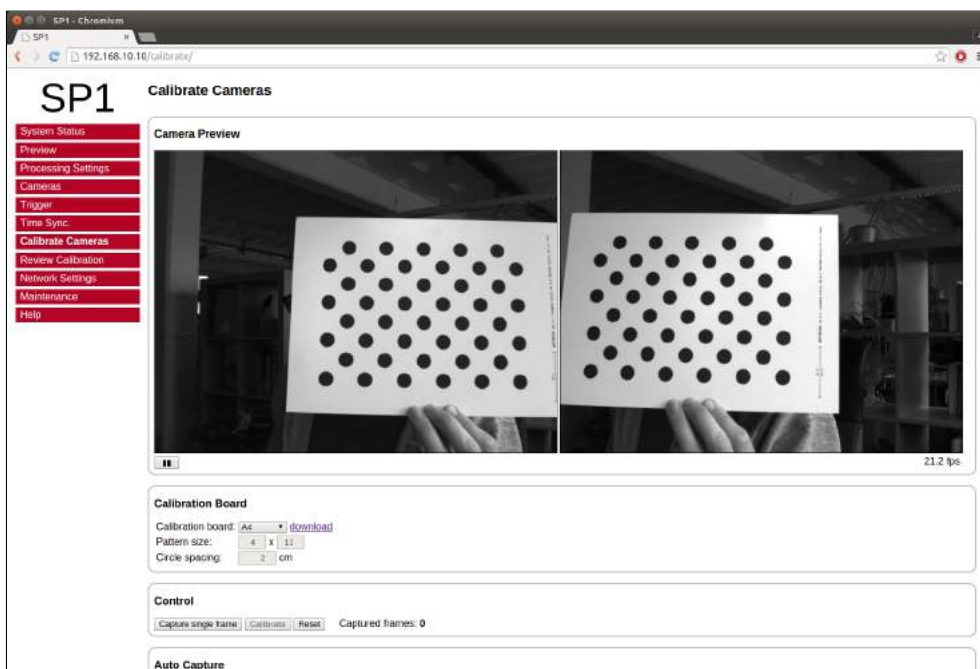 SP1 - Chromium
SP1
192.168.10.10/calibrate/
SP1
System Status
Preview
Processing Settings
Cameras
Trigger
Time Sync.
Calibrate Cameras
Review Calibration
Network Settings
Maintenance
Help
Calibrate Cameras
Camera Preview
21.2 fps
Calibration Board
Calibration board: A4 download
Pattern size: 4 x 11
Circle spacing: 2 cm
Control
Capture single frame Calibrate Reset Captured frames: 0
Auto Capture